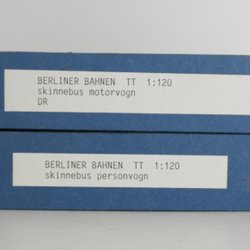 BERLINER BAHNEN TT 1:120
skinnebus motorvogn
DR
BERLINER BAHNEN TT 1:120
skinnebus personvogn